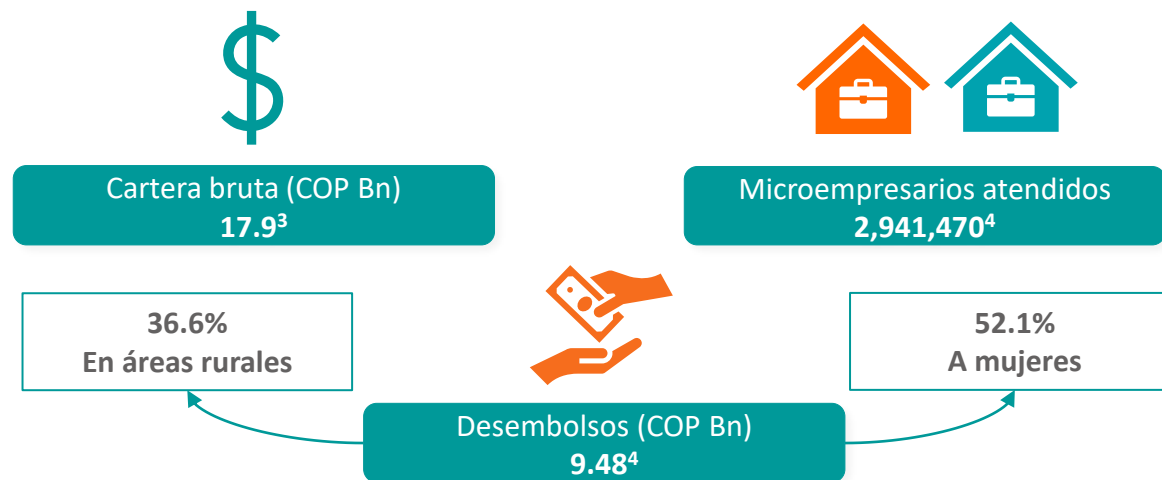 $
Cartera bruta (COP Bn)
17.9³
Microempresarios atendidos
2,941,470⁴
36.6%
En áreas rurales
52.1%
A mujeres
Desembolsos (COP Bn)
9.48⁴